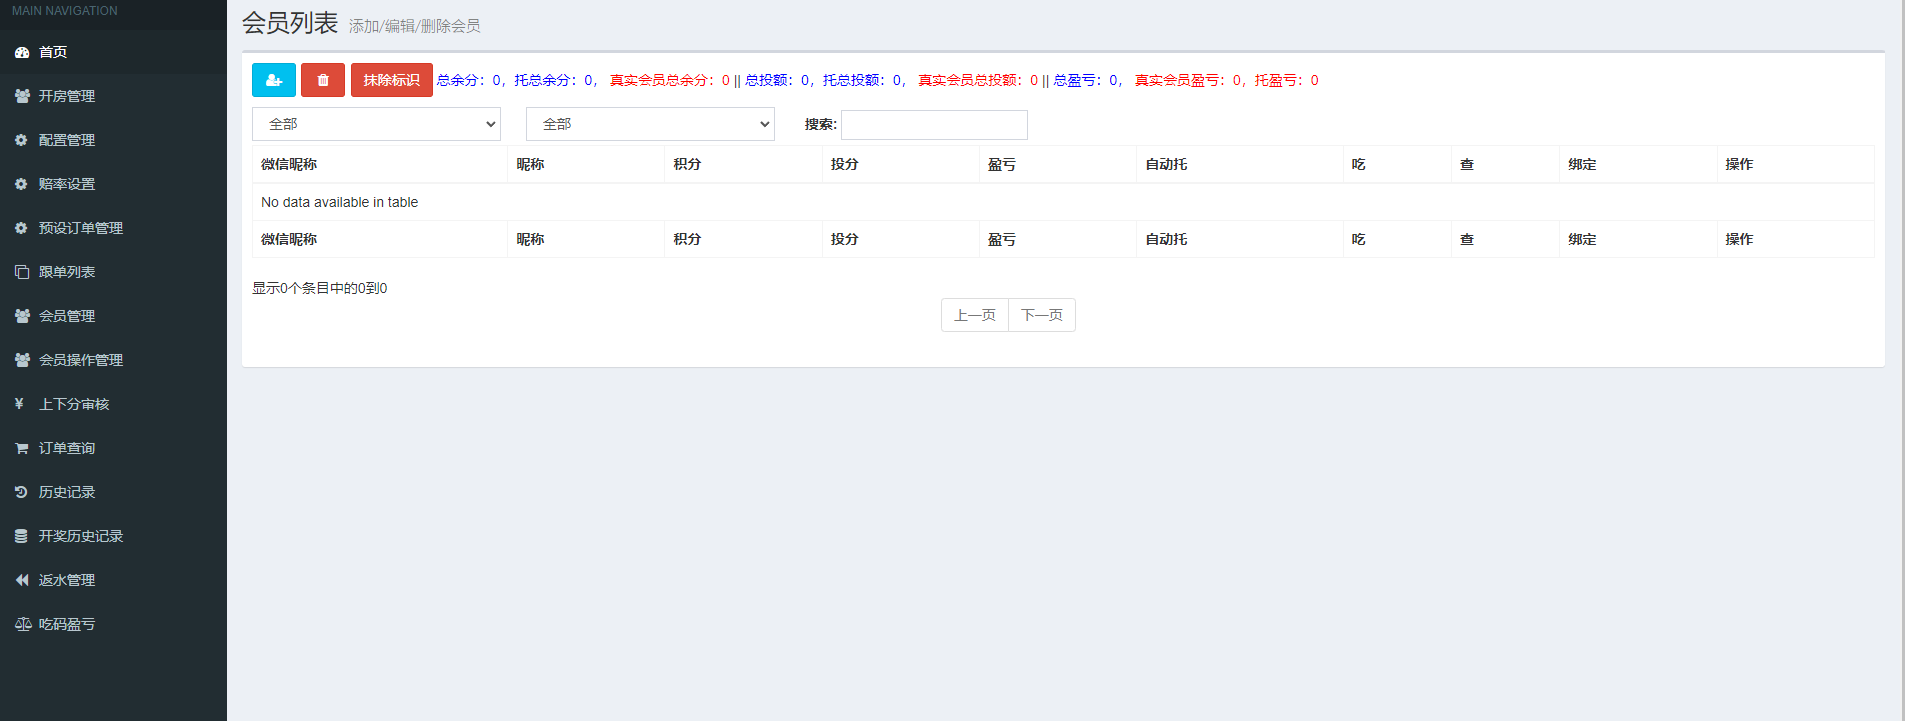 MAIN NAVIGATION
首页
开房管理
配置管理
赔率设置
预设订单管理
跟单列表
会员管理
会员操作管理
上下分审核
订单查询
历史记录
开奖历史记录
返水管理
吃码盈亏
会员列表 添加/编辑/删除会员
抹除标识 总余分：0，托总余分：0， 真实会员总余分：0 || 总投额：0，托总投额：0， 真实会员总投额：0 || 总盈亏：0， 真实会员盈亏：0，托盈亏：0
全部 全部 搜索:
微信昵称 昵称 积分 投分 盈亏 自动托 吃 查 绑定 操作
No data available in table
微信昵称 昵称 积分 投分 盈亏 自动托 吃 查 绑定 操作
显示0个条目中的0到0
上一页 下一页